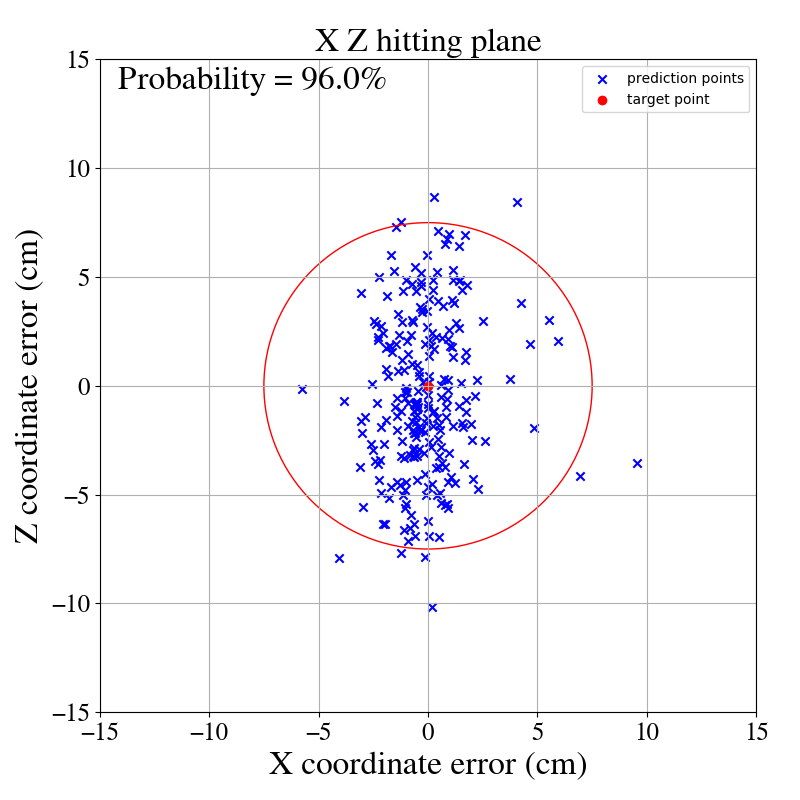 X Z hitting plane
Probability = 96.0%
prediction points
target point
15
10
5
0
−5
−10
−15
Z coordinate error (cm)
−15
−10
−5
0
5
10
15
X coordinate error (cm)